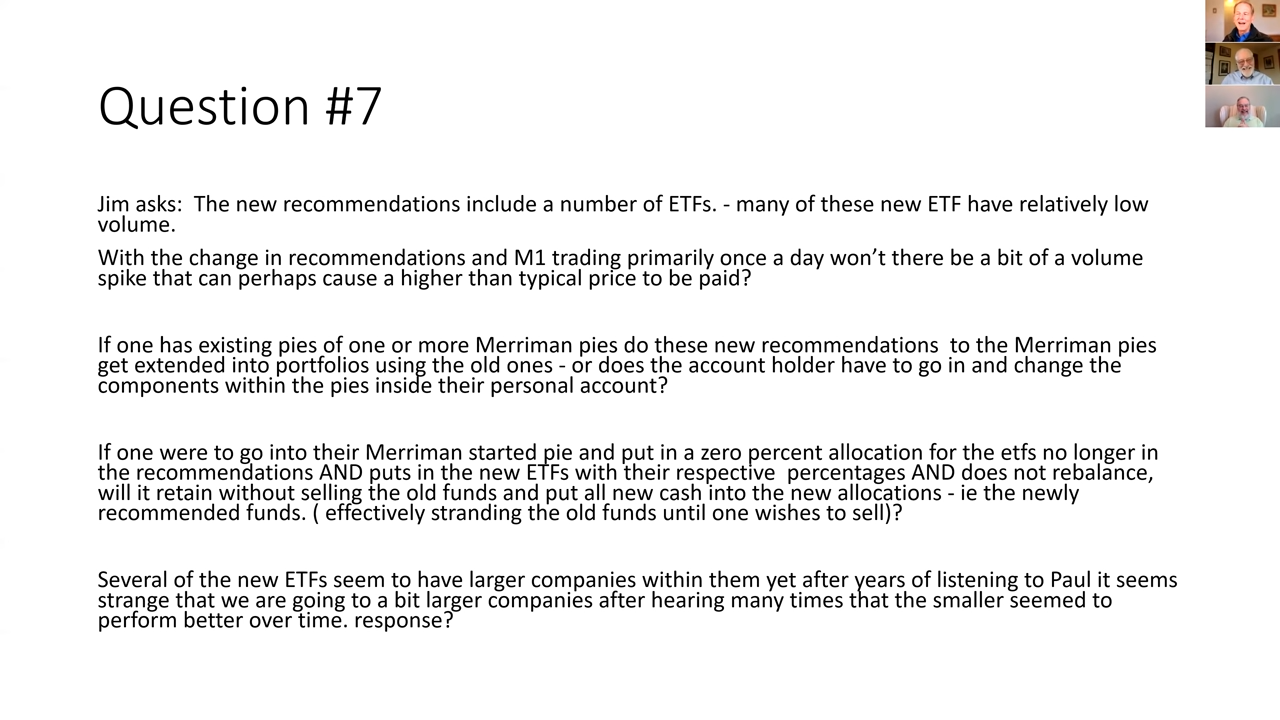 Question #7
Jim asks:  The new recommendations include a number of ETFs. - many of these new ETF have relatively low
volume.
With the change in recommendations and M1 trading primarily once a day won’t there be a bit of a volume
spike that can perhaps cause a higher than typical price to be paid?
If one has existing pies of one or more Merriman pies do these new recommendations  to the Merriman pies
get extended into portfolios using the old ones - or does the account holder have to go in and change the
components within the pies inside their personal account?
If one were to go into their Merriman started pie and put in a zero percent allocation for the etfs no longer in
the recommendations AND puts in the new ETFs with their respective  percentages AND does not rebalance,
will it retain without selling the old funds and put all new cash into the new allocations - ie the newly
recommended funds. ( effectively stranding the old funds until one wishes to sell)?
Several of the new ETFs seem to have larger companies within them yet after years of listening to Paul it seems
strange that we are going to a bit larger companies after hearing many times that the smaller seemed to
perform better over time. response?